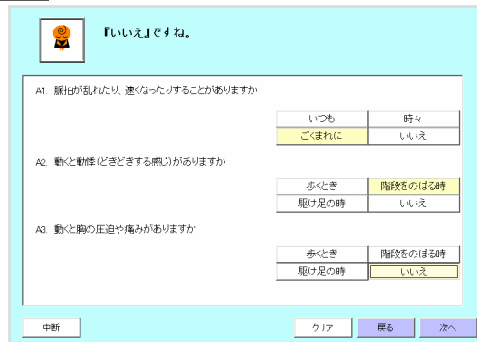 『いいえ』ですね。
A1. 脈拍が乱れたり、速くなったりすることがありますか
いつも 時々
ごくまれに いいえ
A2. 動くと動悸(どきどきする感じ)がありますか
歩くとき 階段をのぼる時
駆け足の時 いいえ
A3. 動くと胸の圧迫や痛みがありますか
歩くとき 階段をのぼる時
駆け足の時 いいえ
中断 クリア 戻る 次へ